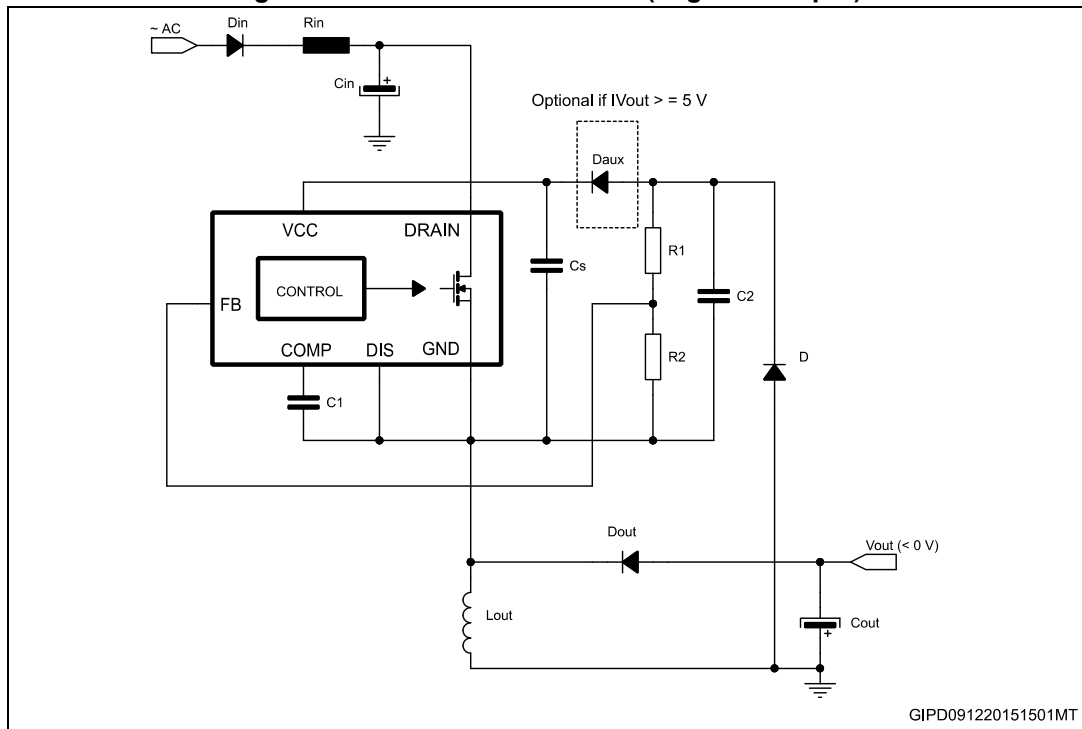 ~ AC
Din
Rin
Cin
+
Optional if IVout > = 5 V
Daux
VCC
DRAIN
R1
Cs
C2
CONTROL
FB
R2
D
COMP
DIS
GND
C1
Dout
Vout (< 0 V)
Lout
Cout
+
GIPD091220151501MT